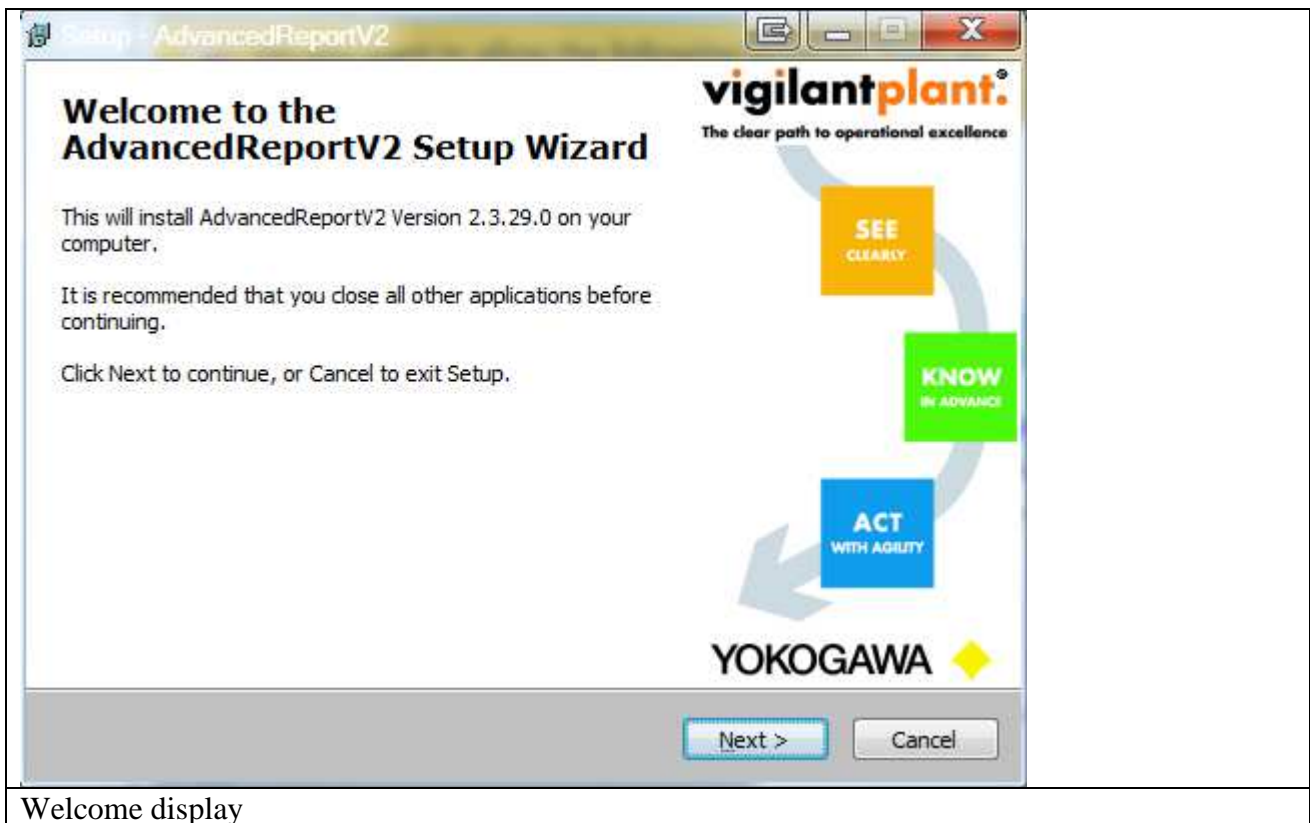 Setup - AdvancedReportV2
Welcome to the
AdvancedReportV2 Setup Wizard
This will install AdvancedReportV2 Version 2.3.29.0 on your
computer.
It is recommended that you close all other applications before
continuing.
Click Next to continue, or Cancel to exit Setup.
vigilantplant.®
The clear path to operational excellence
SEE
CLEARLY
KNOW
IN ADVANCE
ACT
WITH AGILITY
YOKOGAWA
Next >
Cancel
Welcome display